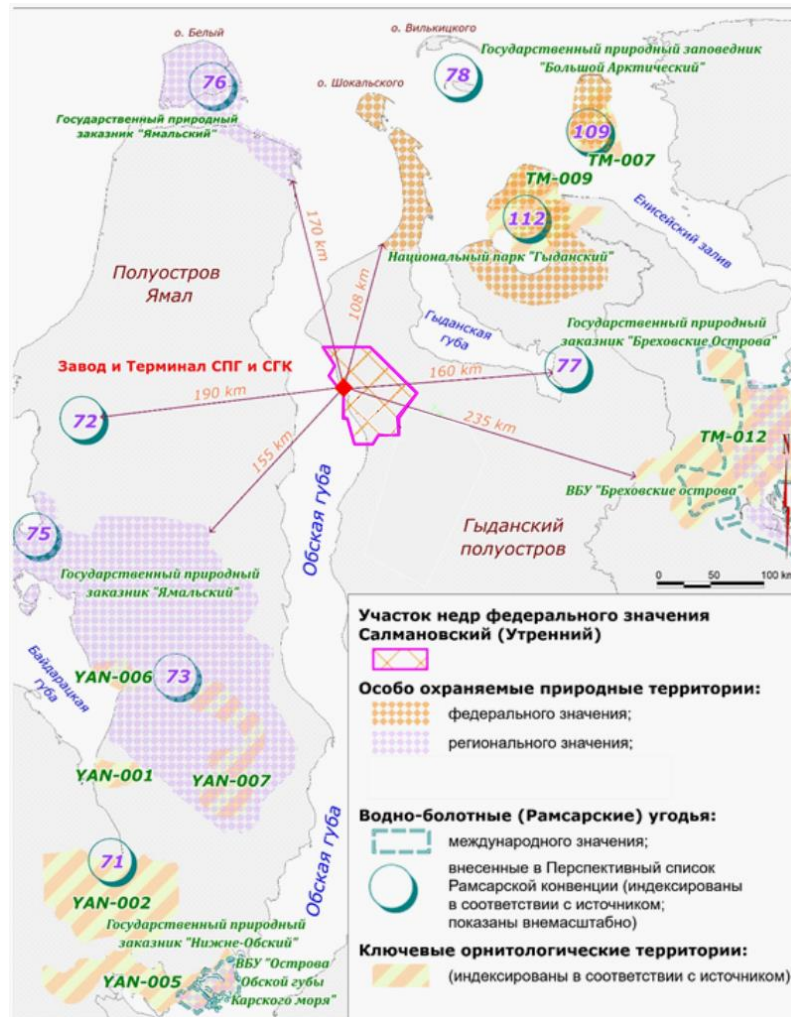 о. Белый
о. Вилькицкого
Государственный природный заповедник
"Большой Арктический"
76
78
о. Шокальского
Государственный природный
заказник "Ямальский"
109
TM-007
TM-009
112
Енисейский
залив
170 km
108 km
Национальный парк "Гыданский"
Полуостров
Ямал
Гыданская
губа
Государственный природный
заказник "Бреховские Острова"
Завод и Терминал СПГ и СГК
190 km
160 km
77
72
235 km
155 km
TM-012
ВБУ "Бреховские острова"
75
Обская губа
Гыданский
полуостров
Государственный природный
заказник "Ямальский"
0 50 100 km
Байдарацкая
губа
YAN-006
73
YAN-001
YAN-007
Обская губа
71
YAN-002
Государственный природный
заказник "Нижне-Обский"
YAN-005
ВБУ "Острова
Обской губы
Карского моря"
Участок недр федерального значения
Салмановский (Утренний)
Особо охраняемые природные территории:
федерального значения;
регионального значения;
Водно-болотные (Рамсарские) угодья:
международного значения;
внесенные в Перспективный список
Рамсарской конвенции (индексированы
в соответствии с источником;
показаны внемасштабно)
Ключевые орнитологические территории:
(индексированы в соответствии с источником)